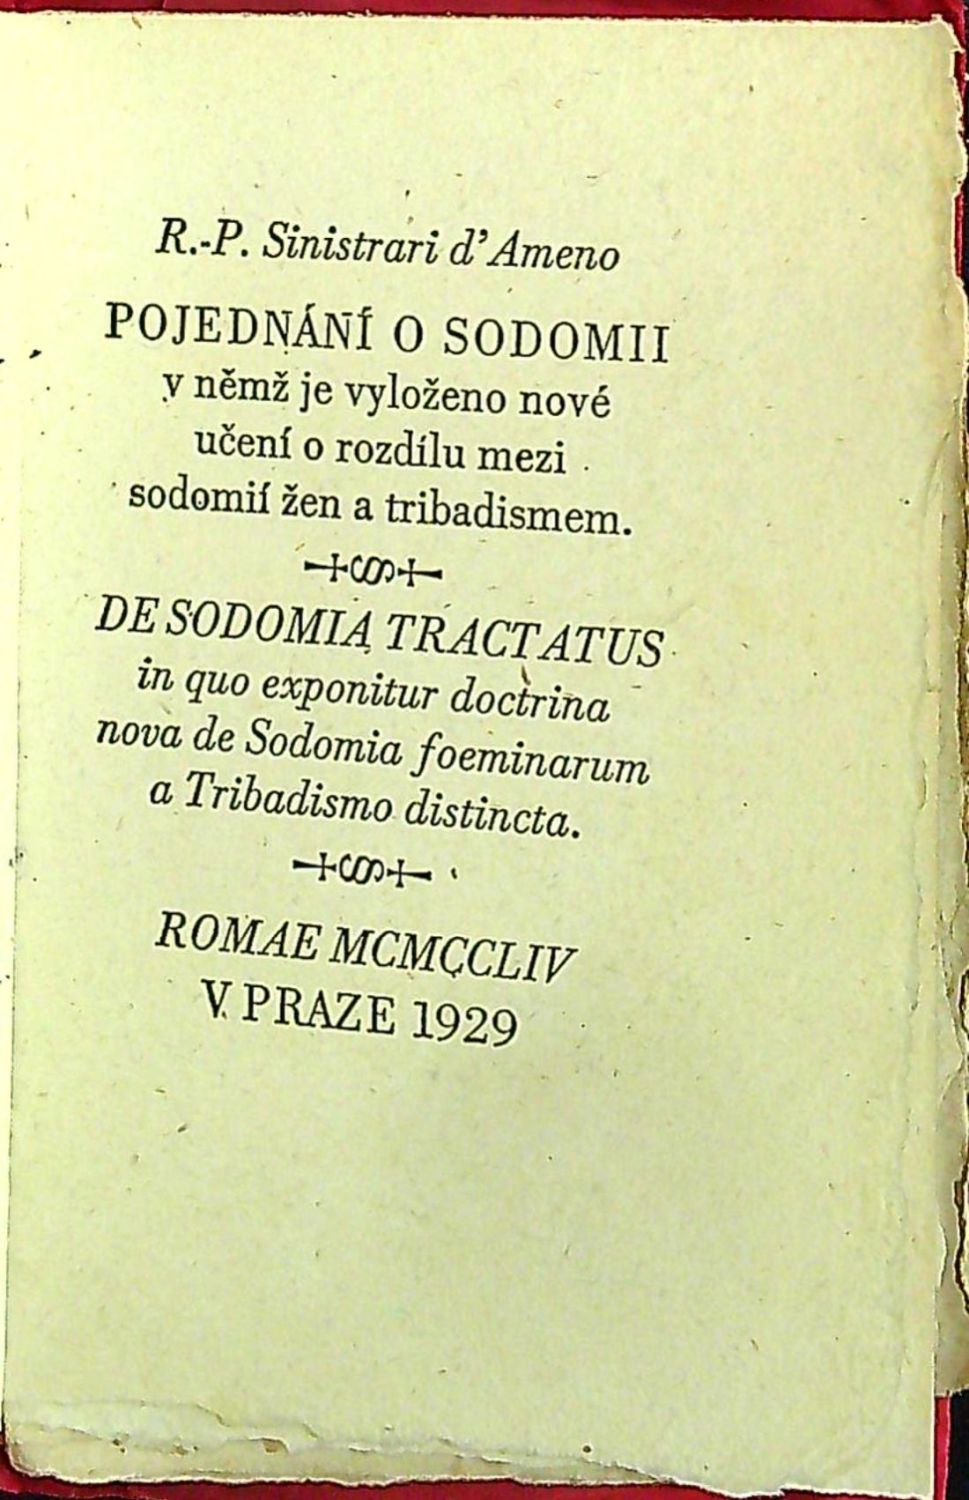 R.-P. Sinistrari d'Ameno
POJEDNÁNÍ O SODOMII
v němž je vyloženo nové
učení o rozdílu mezi
sodomií žen a tribadismem.
DE SODOMIA TRACTATUS
in quo exponitur doctrina
nova de Sodomia foeminarum
a Tribadismo distincta.
ROMAE MCMCCLIV
V PRAZE 1929